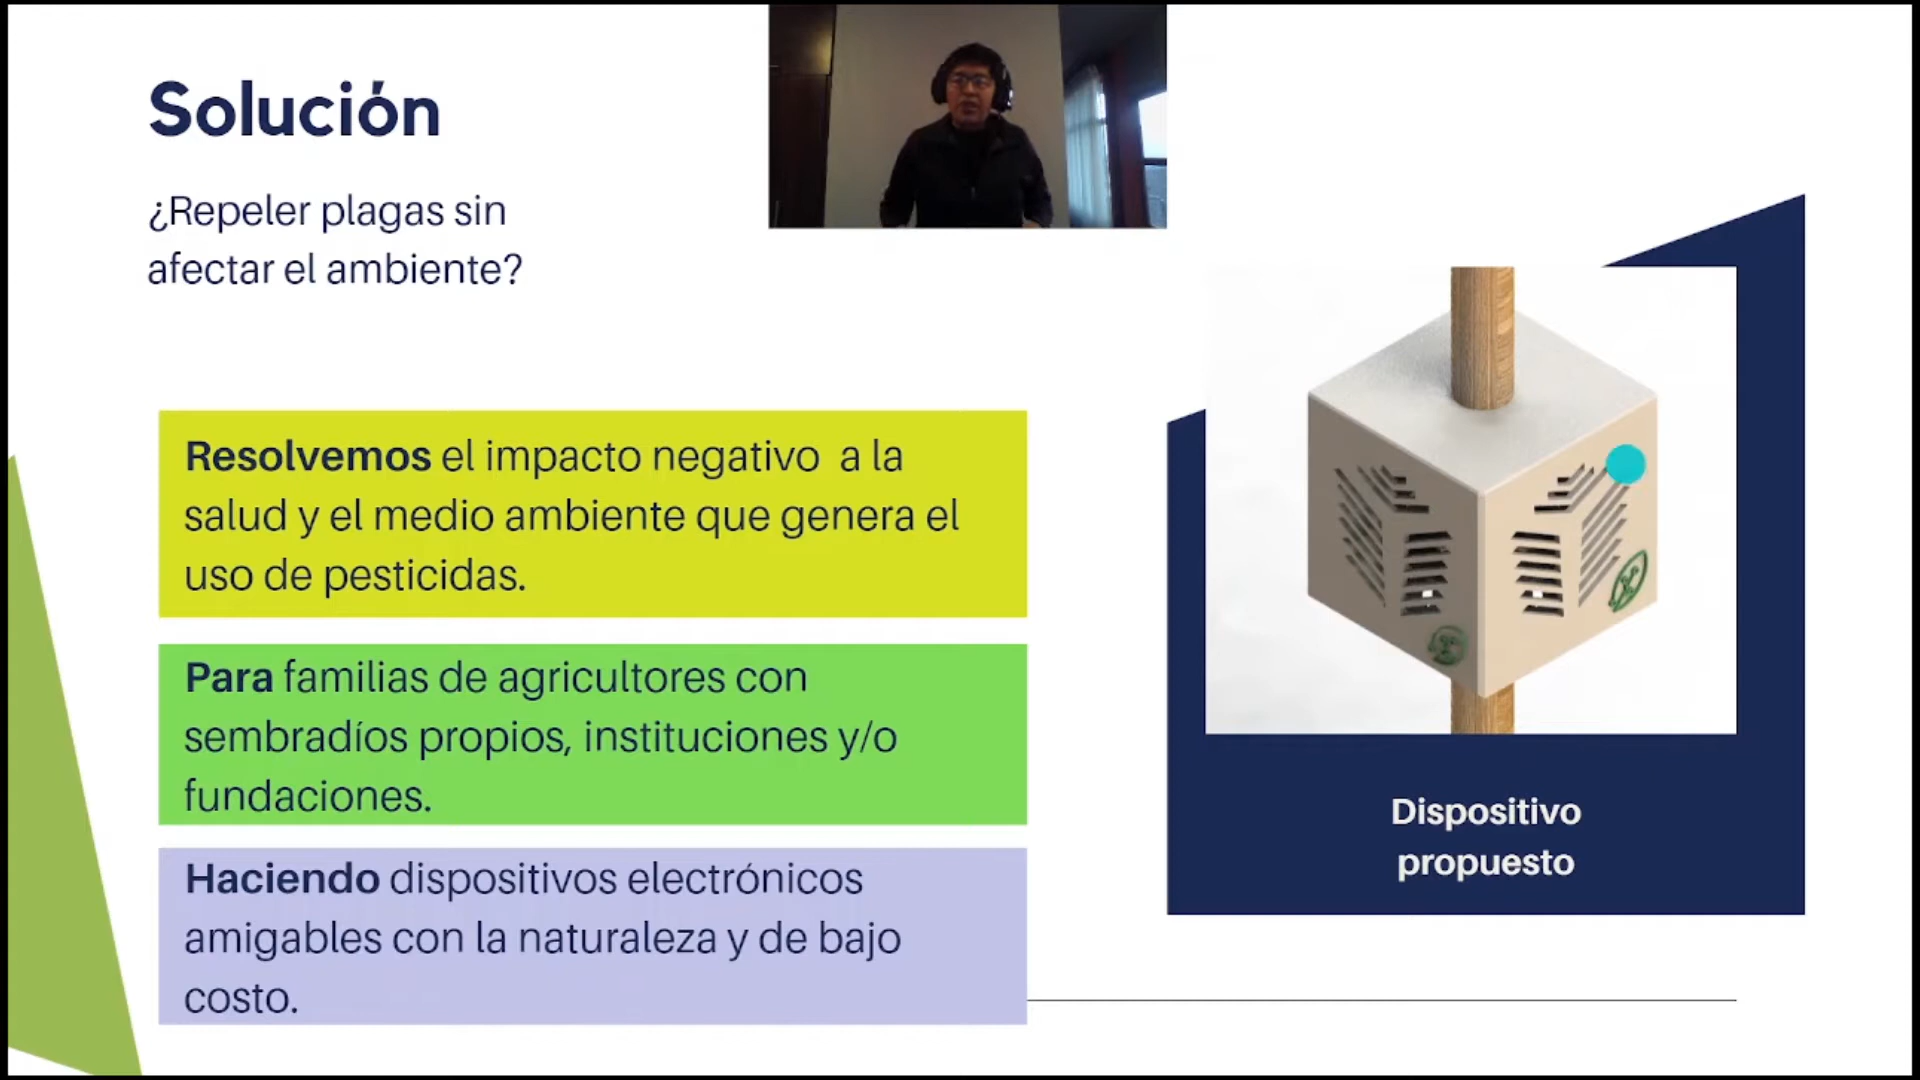 Solución
¿Repeler plagas sin
afectar el ambiente?
Resolvemos el impacto negativo a la
salud y el medio ambiente que genera el
uso de pesticidas.
Para familias de agricultores con
sembradíos propios, instituciones y/o
fundaciones.
Haciendo dispositivos electrónicos
amigables con la naturaleza y de bajo
costo.
Dispositivo
propuesto